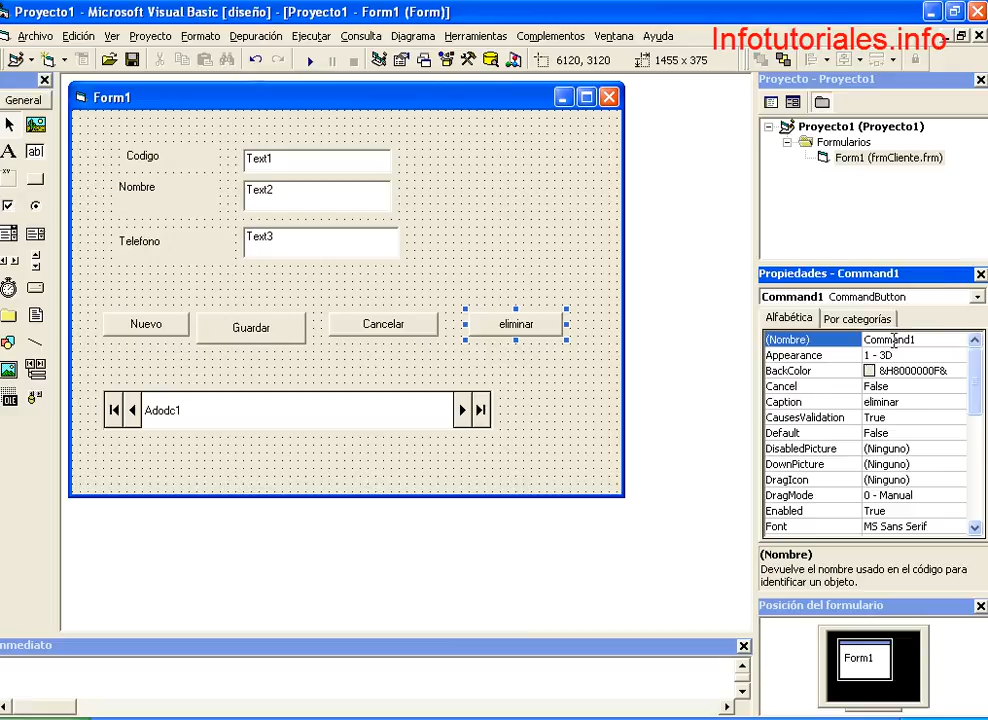 Proyecto1 - Microsoft Visual Basic [diseño] - [Proyecto1 - Form1 (Form)]
Archivo Edición Ver Proyecto Formato Depuración Ejecutar Consulta Diagrama Herramientas Complementos Ventana Ayuda
Infotutoriales.info
6120, 3120 1455 x 375
General
Form1
Codigo Text1
Nombre Text2
Telefono Text3
Nuevo Guardar Cancelar eliminar
Adodc1
Proyecto - Proyecto1
Proyecto1 (Proyecto1)
Formularios
Form1 (frmCliente.frm)
Propiedades - Command1
Command1 CommandButton
Alfabética Por categorías
(Nombre) Command1
Appearance 1 - 3D
BackColor &H8000000F&
Cancel False
Caption eliminar
CausesValidation True
Default False
DisabledPicture (Ninguno)
DownPicture (Ninguno)
DragIcon (Ninguno)
DragMode 0 - Manual
Enabled True
Font MS Sans Serif
(Nombre)
Devuelve el nombre usado en el código para
identificar un objeto.
Posición del formulario
Form1
nmediato